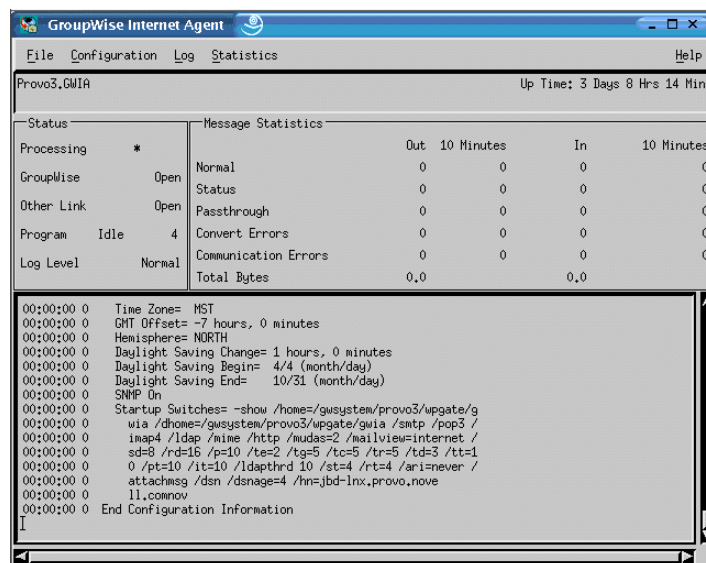 GroupWise Internet Agent
File Configuration Log Statistics Help
Provo3.GWIA Up Time: 3 Days 8 Hrs 14 Min
Status
Processing *
GroupWise Open
Other Link Open
Program Idle 4
Log Level Normal
Message Statistics
Out 10 Minutes In 10 Minutes
Normal 0 0 0 0
Status 0 0 0 0
Passthrough 0 0 0 0
Convert Errors 0 0 0 0
Communication Errors 0 0 0 0
Total Bytes 0.0 0.0
00:00:00 0 Time Zone= MST
00:00:00 0 GMT Offset= -7 hours, 0 minutes
00:00:00 0 Hemisphere= NORTH
00:00:00 0 Daylight Saving Change= 1 hours, 0 minutes
00:00:00 0 Daylight Saving Begin= 4/4 (month/day)
00:00:00 0 Daylight Saving End= 10/31 (month/day)
00:00:00 0 SNMP On
00:00:00 0 Startup Switches= -show /home=/gwsystem/provo3/wpgate/g
00:00:00 0 wia /dhome=/gwsystem/provo3/wpgate/gwia /smtp /pop3 /
00:00:00 0 imap4 /ldap /mime /http /mudas=2 /mailview=internet /
00:00:00 0 sd=8 /rd=16 /p=10 /te=2 /tg=5 /tc=5 /tr=5 /td=3 /tt=1
00:00:00 0 0 /pt=10 /it=10 /ldapthrd 10 /st=4 /rt=4 /ari=never /
00:00:00 0 attachmsg /dsn /dsnage=4 /hn=jbd-lnx.provo.nove
00:00:00 0 ll.comnov
00:00:00 0 End Configuration Information